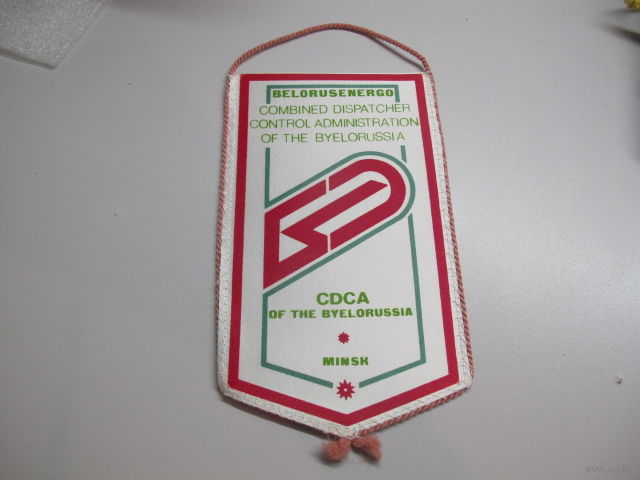 BELORUSENERGO
COMBINED DISPATCHER
CONTROL ADMINISTRATION
OF THE BYELORUSSIA
CDCA
OF THE BYELORUSSIA
MINSK